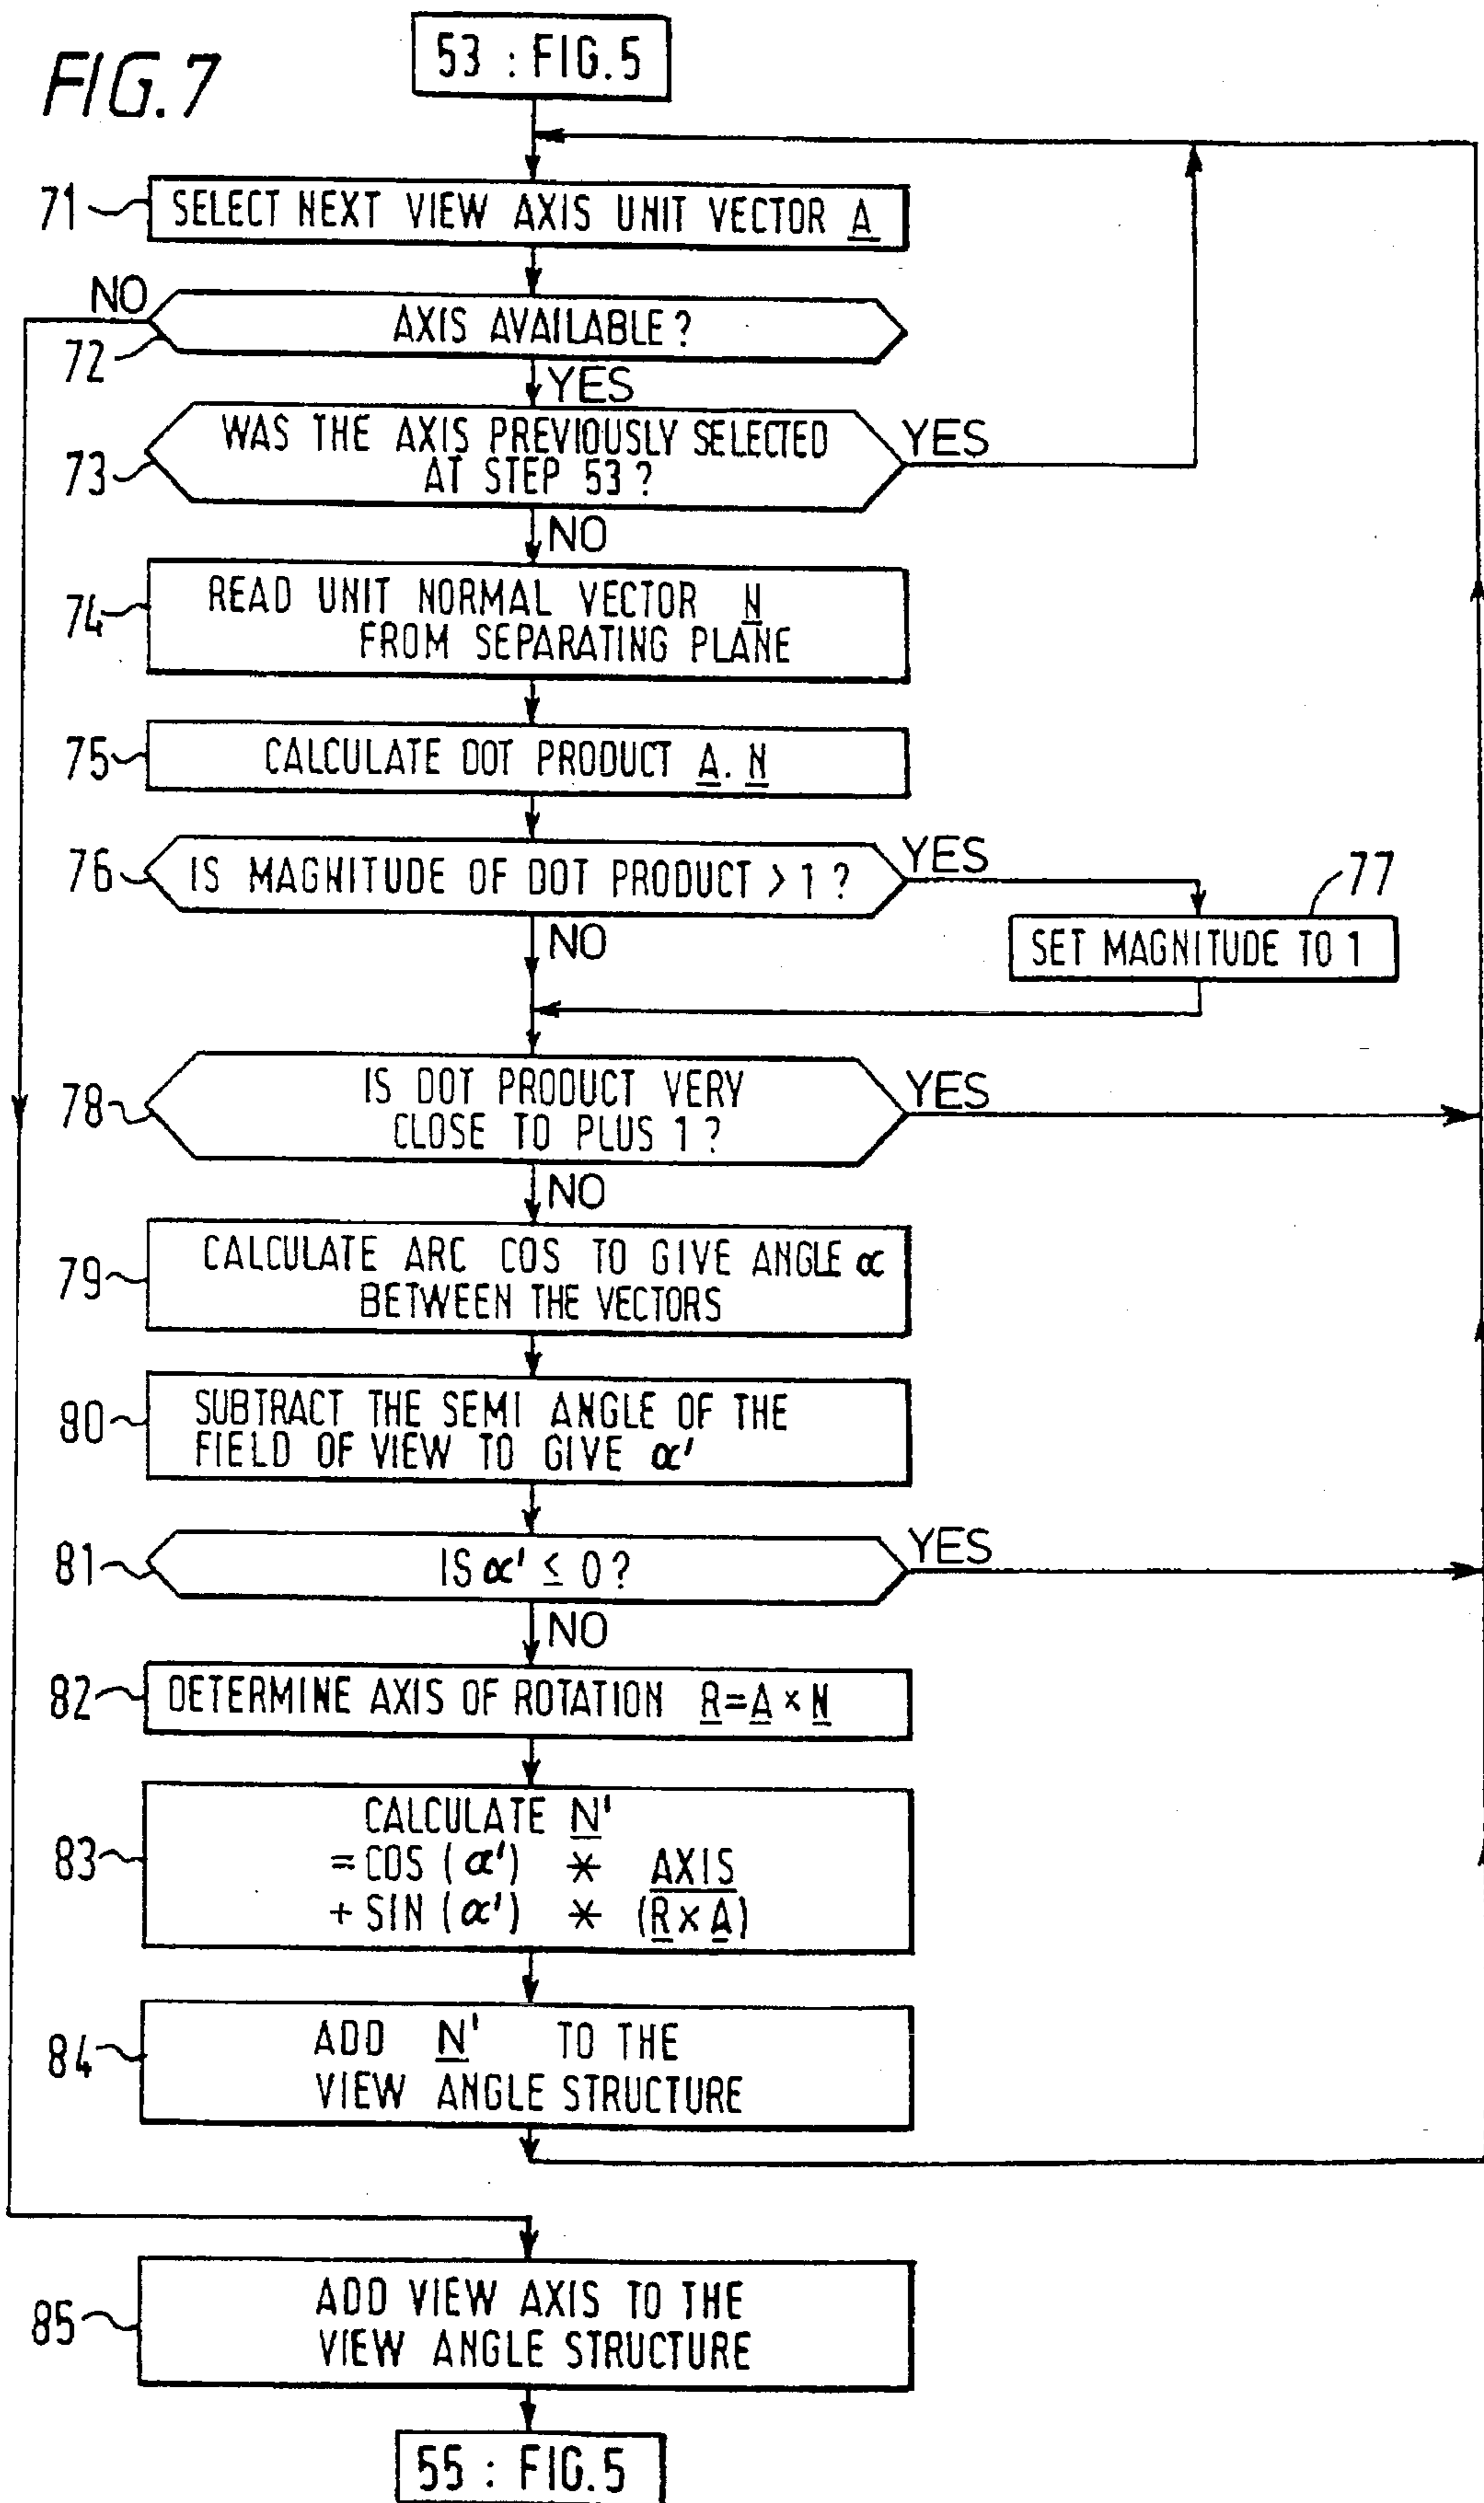 FIG.7
53 : FIG.5
71
SELECT NEXT VIEW AXIS UNIT VECTOR A
NO
AXIS AVAILABLE?
72
YES
WAS THE AXIS PREVIOUSLY SELECTED
AT STEP 53?
YES
73
NO
74
READ UNIT NORMAL VECTOR N
FROM SEPARATING PLANE
75
CALCULATE DOT PRODUCT A. N
76
IS MAGNITUDE OF DOT PRODUCT > 1 ?
YES
77
NO
SET MAGNITUDE TO 1
78
IS DOT PRODUCT VERY
CLOSE TO PLUS 1?
YES
NO
79
CALCULATE ARC COS TO GIVE ANGLE α
BETWEEN THE VECTORS
80
SUBTRACT THE SEMI ANGLE OF THE
FIELD OF VIEW TO GIVE α'
81
IS α' ≤ 0?
YES
NO
82
DETERMINE AXIS OF ROTATION R=A×N
83
CALCULATE N'
=COS (α') * AXIS
+SIN (α') * (R×A)
84
ADD N' TO THE
VIEW ANGLE STRUCTURE
85
ADD VIEW AXIS TO THE
VIEW ANGLE STRUCTURE
55 : FIG.5